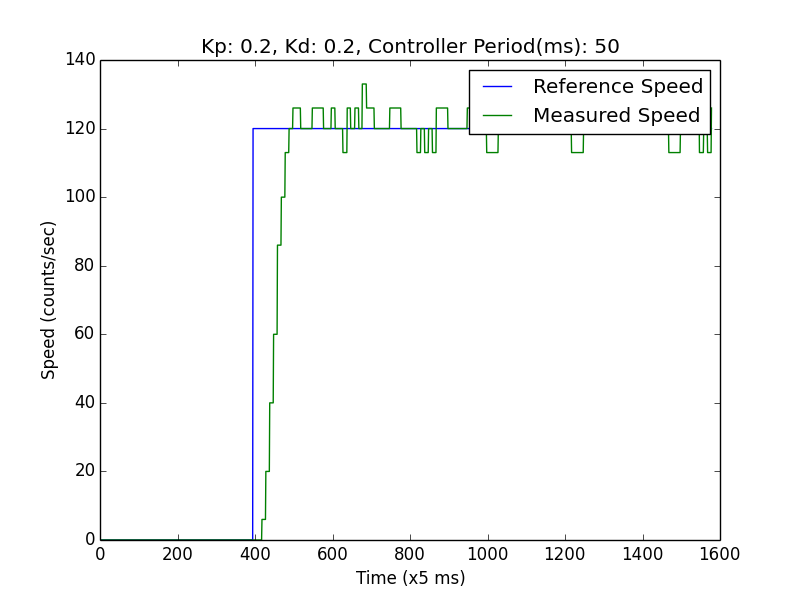 Kp: 0.2, Kd: 0.2, Controller Period(ms): 50
140
Reference Speed
Measured Speed
120
100
80
60
40
20
0
Speed (counts/sec)
0 200 400 600 800 1000 1200 1400 1600
Time (x5 ms)